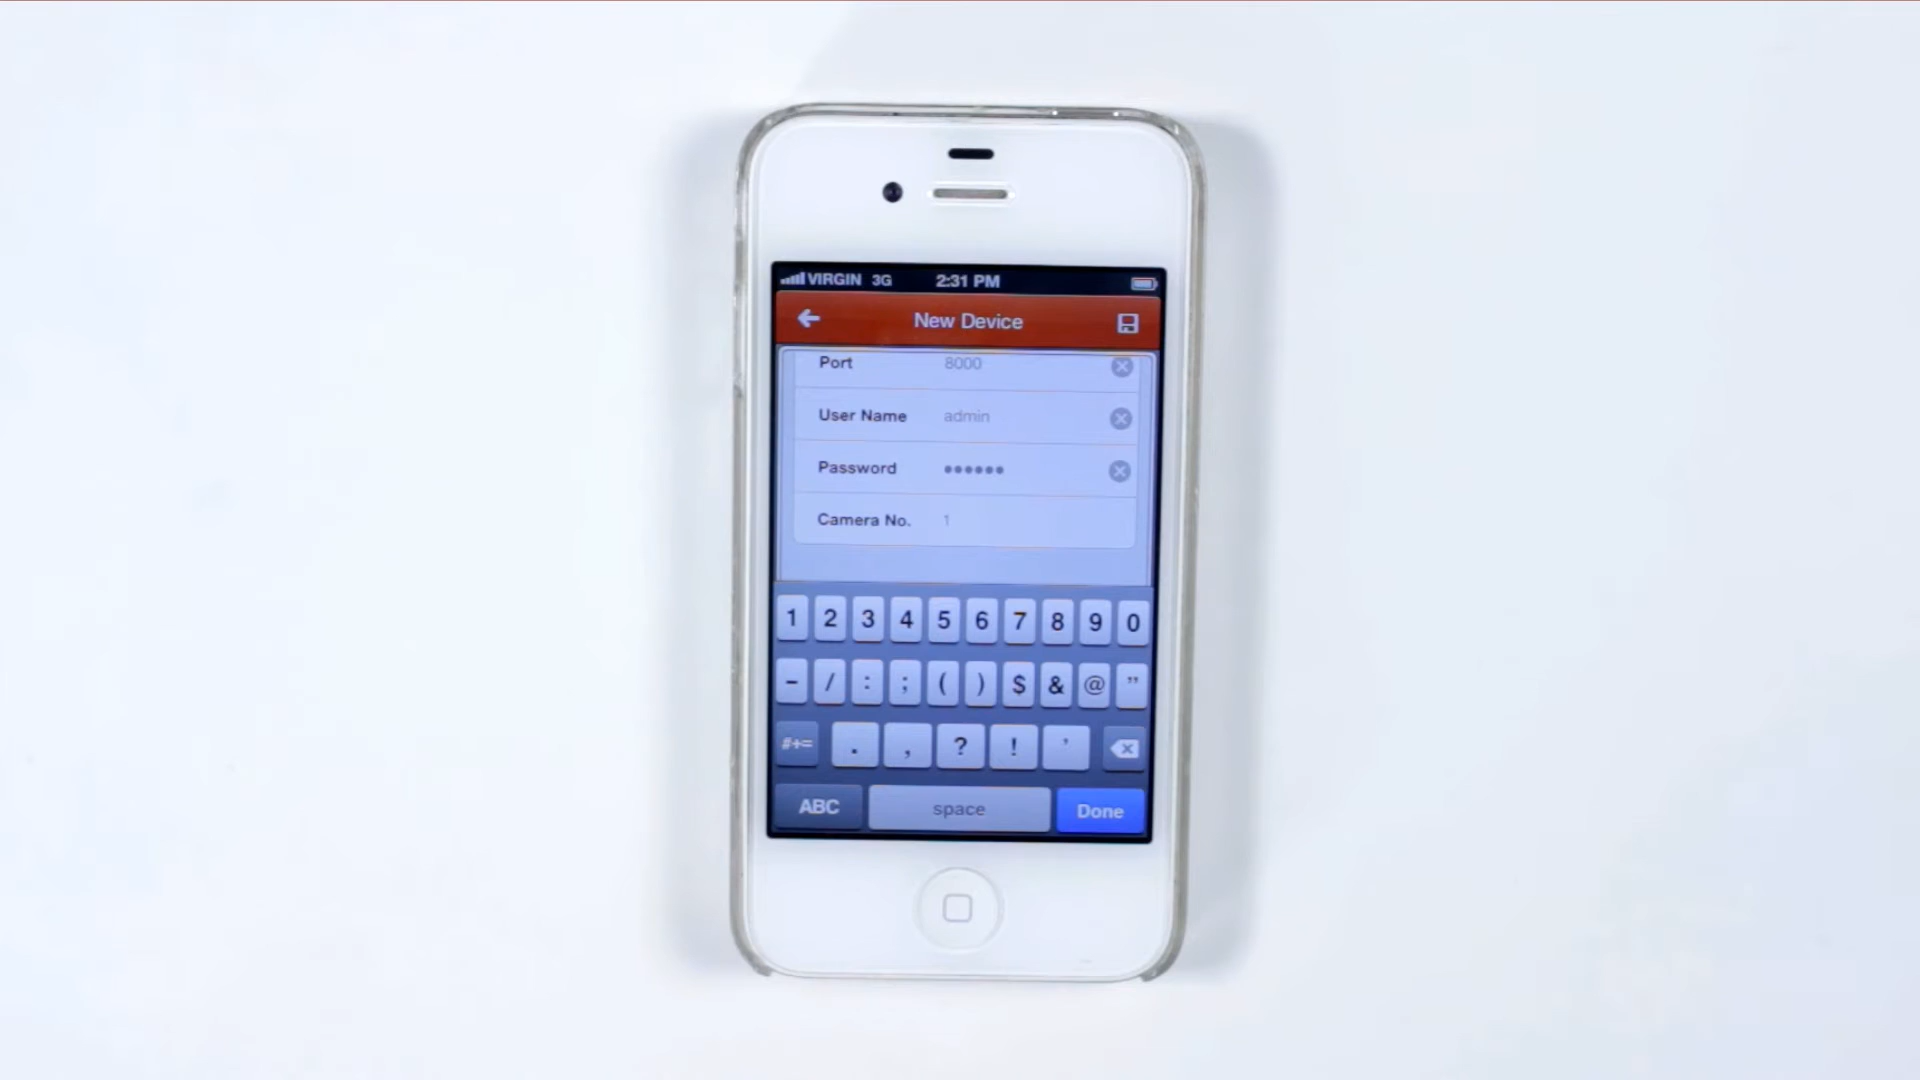 VIRGIN 3G 2:31 PM
New Device
Port 8000
User Name admin
Password ••••••
Camera No. 1
1 2 3 4 5 6 7 8 9 0
- / : ; ( ) $ & @ "
#+= . , ? ! '
ABC space Done